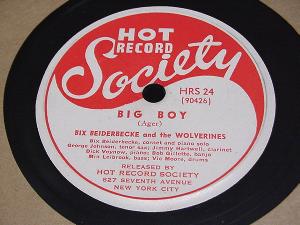 HOT
RECORD
Society
HRS 24
(90426)
BIG BOY
(Ager)
BIX BEIDERBECKE and the WOLVERINES
Bix Beiderbecke, cornet and piano solo
George Johnson, tenor sax; Jimmy Hartwell, clarinet
Dick Voynow, piano; Bob Gillette, banjo
Min Leibrook, bass; Vic Moore, drums
RELEASED BY
HOT RECORD SOCIETY
827 SEVENTH AVENUE
NEW YORK CITY